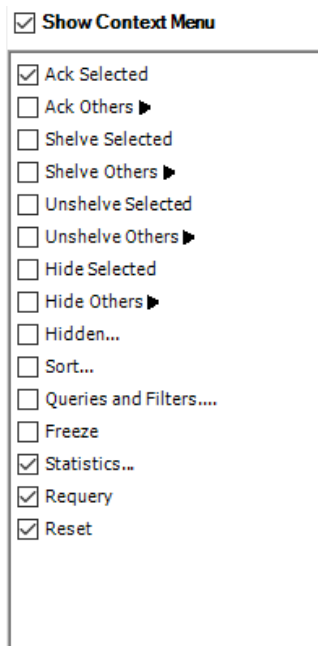 Show Context Menu
Ack Selected
Ack Others
Shelve Selected
Shelve Others
Unshelve Selected
Unshelve Others
Hide Selected
Hide Others
Hidden...
Sort...
Queries and Filters....
Freeze
Statistics...
Requery
Reset